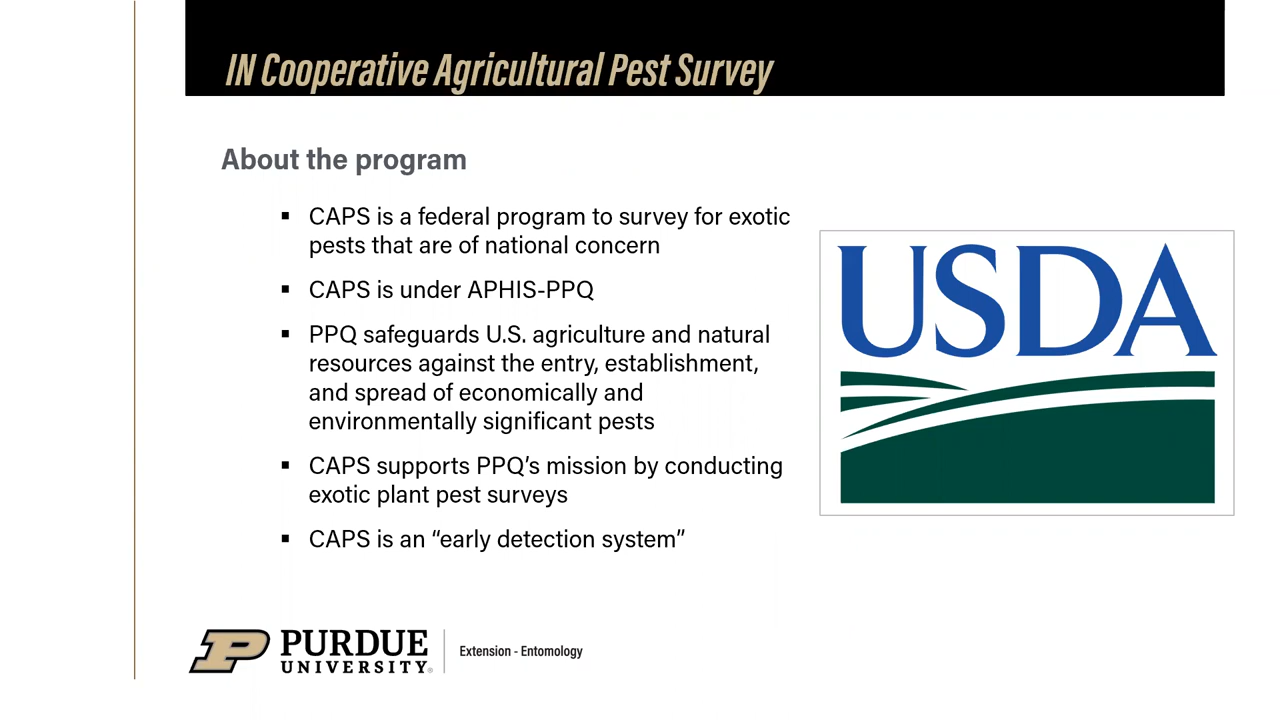 IN Cooperative Agricultural Pest Survey
About the program
▪ CAPS is a federal program to survey for exotic
pests that are of national concern
▪ CAPS is under APHIS-PPQ
▪ PPQ safeguards U.S. agriculture and natural
resources against the entry, establishment,
and spread of economically and
environmentally significant pests
▪ CAPS supports PPQ’s mission by conducting
exotic plant pest surveys
▪ CAPS is an “early detection system”
USDA
P PURDUE
UNIVERSITY®
Extension - Entomology